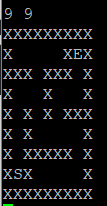 9 9
XXXXXXXXX
X     XEX
XXX XXX X
X   X   X
X X X XXX
X X     X
X XXXXX X
XSX     X
XXXXXXXXX